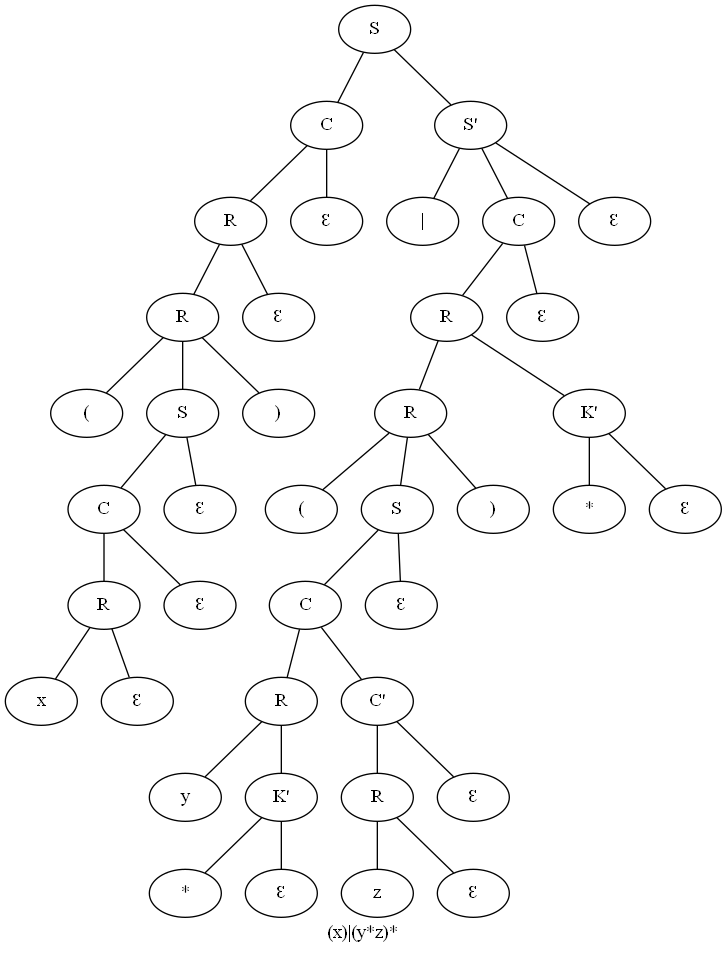 S
C S'
R ε | C ε
R ε R ε
( S ) R K'
C ε ( S ) * ε
R ε C ε
x ε R C'
y K' R ε
* ε z ε
(x)|(y*z)*